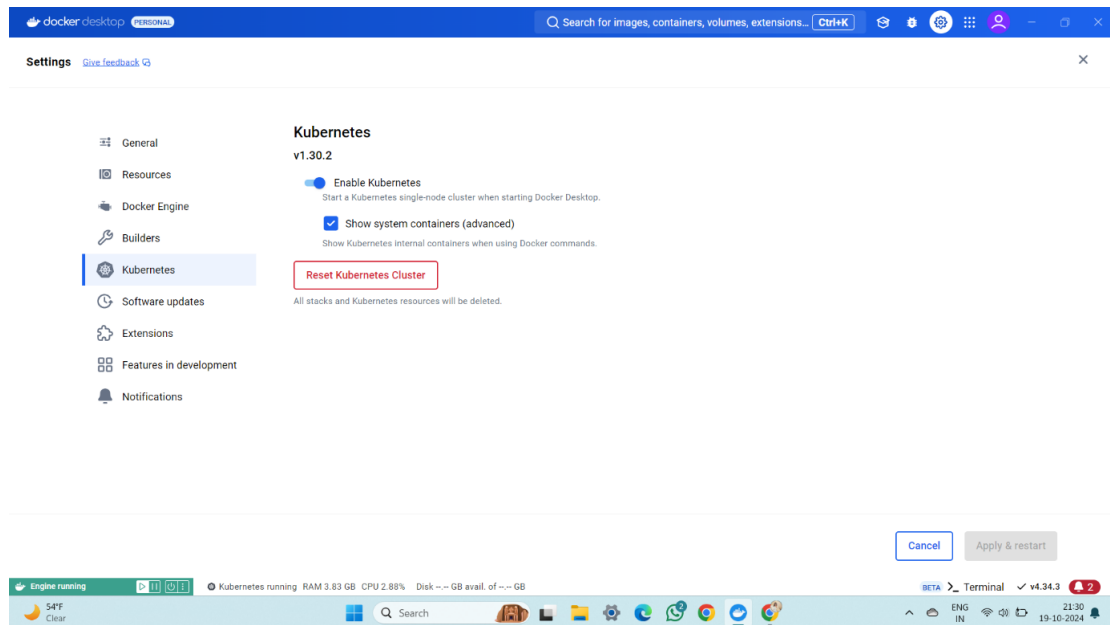 docker desktop PERSONAL
Search for images, containers, volumes, extensions... Ctrl+K
Settings Give feedback
General
Resources
Docker Engine
Builders
Kubernetes
Software updates
Extensions
Features in development
Notifications
Kubernetes
v1.30.2
Enable Kubernetes
Start a Kubernetes single-node cluster when starting Docker Desktop.
Show system containers (advanced)
Show Kubernetes internal containers when using Docker commands.
Reset Kubernetes Cluster
All stacks and Kubernetes resources will be deleted.
Cancel Apply & restart
Engine running Kubernetes running RAM 3.83 GB CPU 2.88% Disk --.-- GB avail. of --.-- GB BETA Terminal v4.34.3 2
54°F
Clear
Search
2
ENG
IN
21:30
19-10-2024